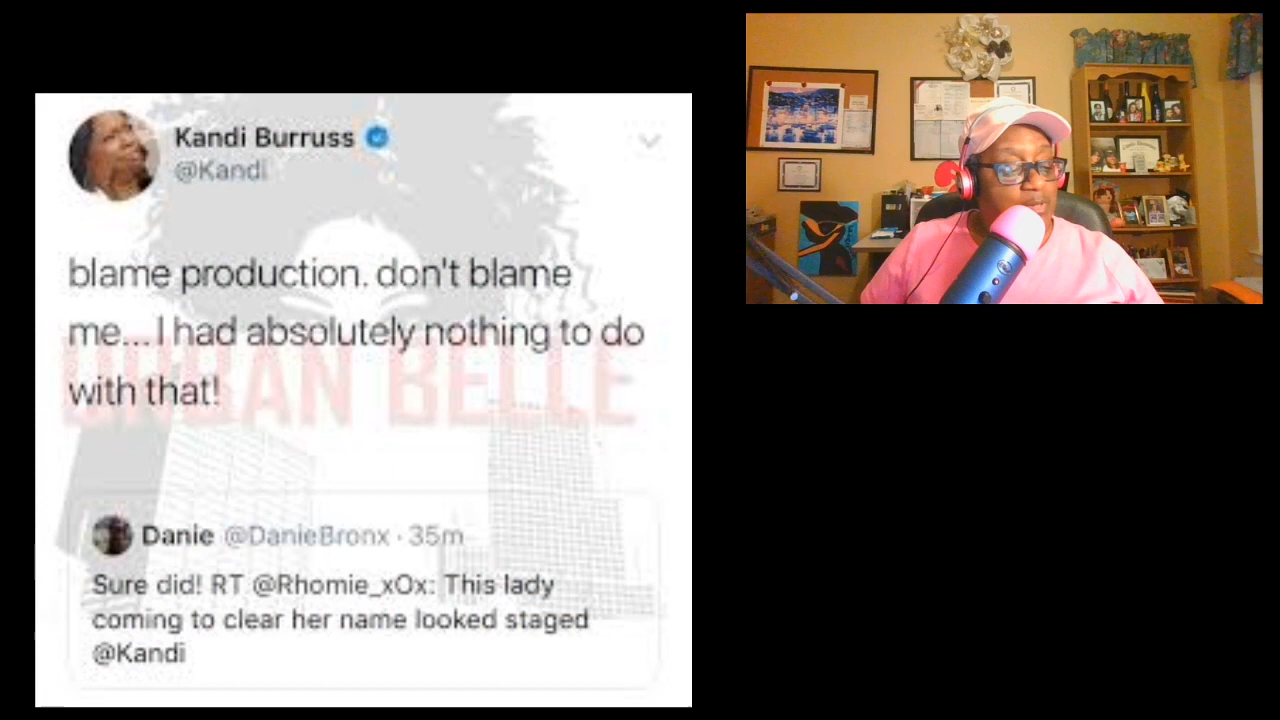 Kandi Burruss
@Kandi
blame production. don't blame
me...I had absolutely nothing to do
with that!
URBAN BELLE
Danie @DanieBronx · 35m
Sure did! RT @Rhomie_xOx: This lady
coming to clear her name looked staged
@Kandi